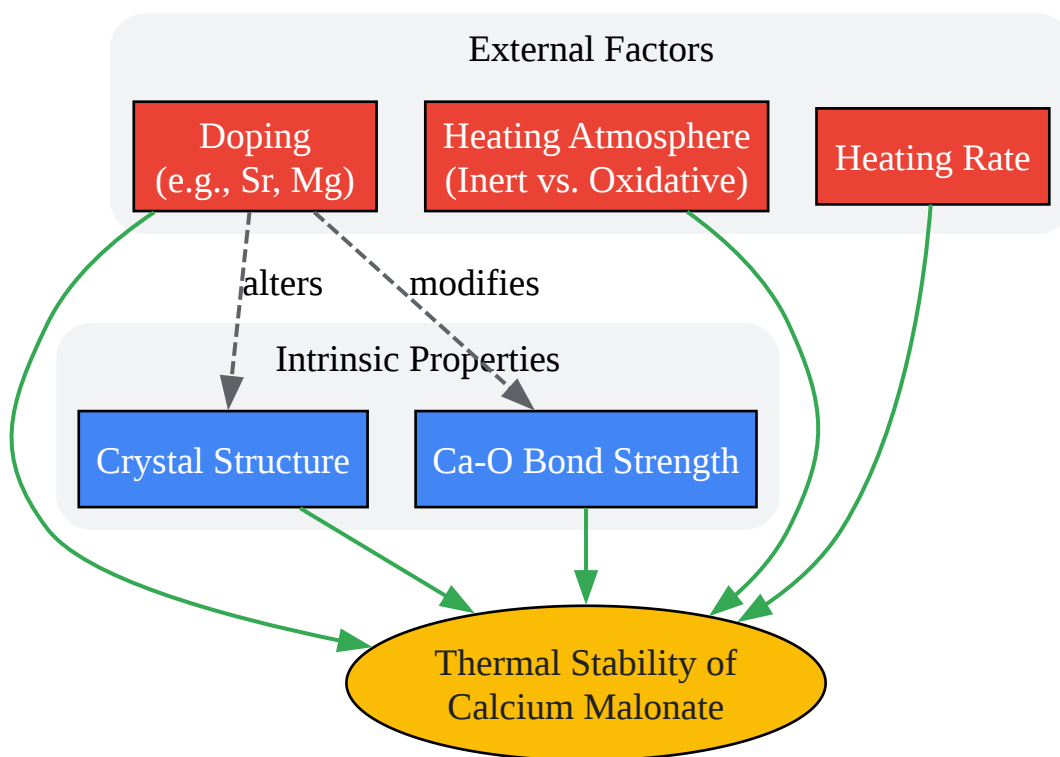 External Factors
Doping
(e.g., Sr, Mg)
Heating Atmosphere
(Inert vs. Oxidative)
Heating Rate
alters
modifies
Intrinsic Properties
Crystal Structure
Ca-O Bond Strength
Thermal Stability of
Calcium Malonate